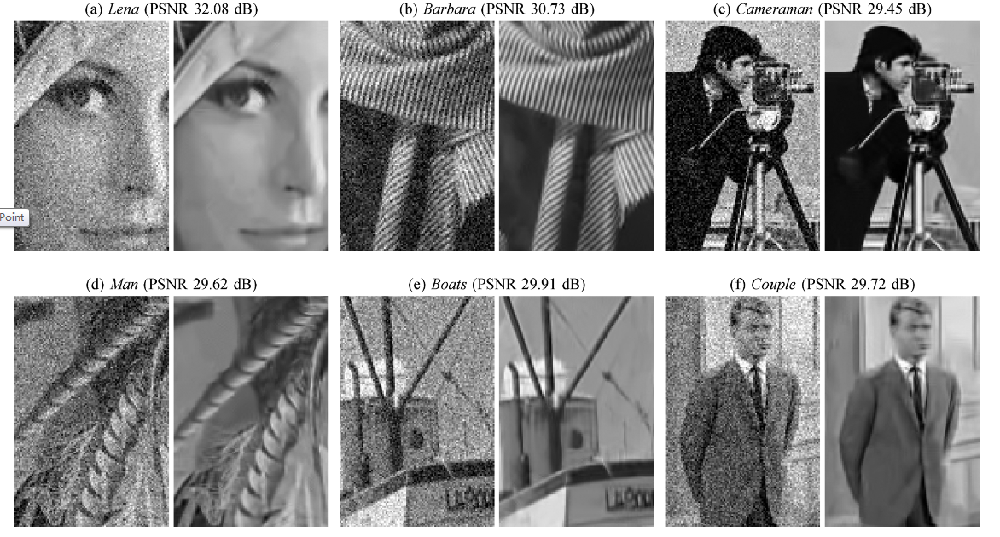 (a) Lena (PSNR 32.08 dB)
(b) Barbara (PSNR 30.73 dB)
(c) Cameraman (PSNR 29.45 dB)
Point
(d) Man (PSNR 29.62 dB)
(e) Boats (PSNR 29.91 dB)
(f) Couple (PSNR 29.72 dB)